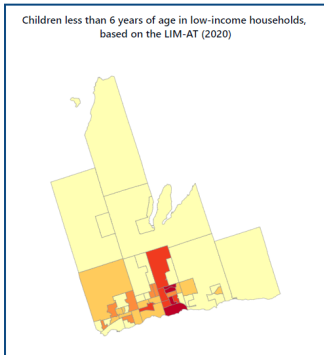 Children less than 6 years of age in low-income households,
based on the LIM-AT (2020)